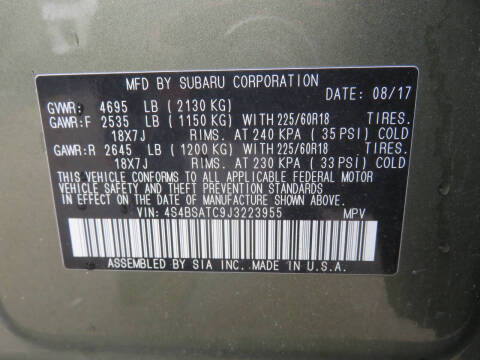 MFD BY SUBARU CORPORATION
DATE: 08/17
GVWR: 4695 LB (2130 KG)
GAWR:F 2535 LB (1150 KG) WITH 225/60R18 TIRES.
18X7J RIMS. AT 240 KPA (35 PSI) COLD
GAWR:R 2645 LB (1200 KG) WITH 225/60R18 TIRES.
18X7J RIMS. AT 230 KPA (33 PSI) COLD
THIS VEHICLE CONFORMS TO ALL APPLICABLE FEDERAL MOTOR
VEHICLE SAFETY AND THEFT PREVENTION STANDARDS
IN EFFECT ON THE DATE OF MANUFACTURE SHOWN ABOVE.
VIN: 4S4BSATC9J3223955 MPV
ASSEMBLED BY SIA INC. MADE IN U.S.A.